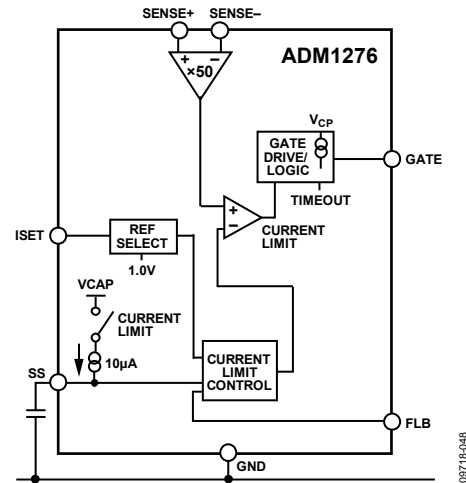 SENSE+ SENSE–
ADM1276
+ –
×50
VCP
GATE
DRIVE/
LOGIC
GATE
TIMEOUT
+
–
CURRENT
LIMIT
ISET
REF
SELECT
1.0V
VCAP
CURRENT
LIMIT
10µA
SS
CURRENT
LIMIT
CONTROL
FLB
GND
09718-048